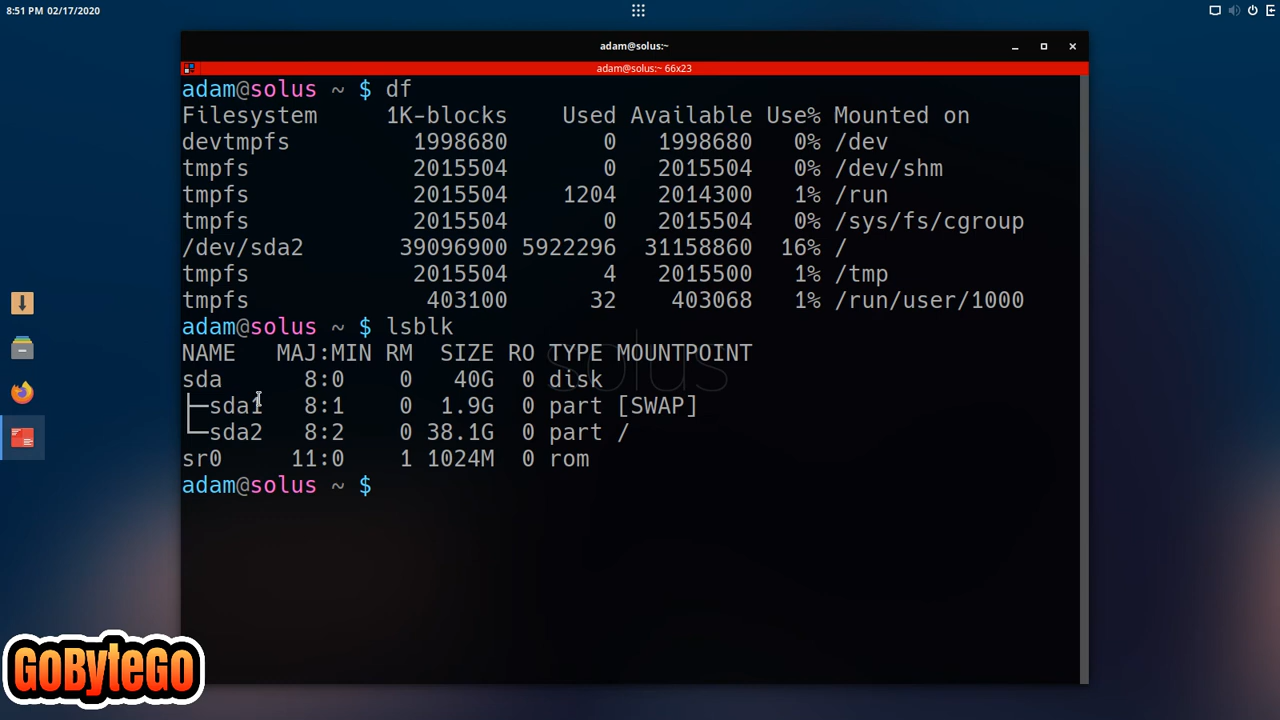 8:51 PM 02/17/2020
adam@solus:~
adam@solus:~ 66x23
adam@solus ~ $ df
Filesystem     1K-blocks    Used Available Use% Mounted on
devtmpfs         1998680       0   1998680   0% /dev
tmpfs            2015504       0   2015504   0% /dev/shm
tmpfs            2015504    1204   2014300   1% /run
tmpfs            2015504       0   2015504   0% /sys/fs/cgroup
/dev/sda2       39096900 5922296  31158860  16% /
tmpfs            2015504       4   2015500   1% /tmp
tmpfs             403100      32    403068   1% /run/user/1000
adam@solus ~ $ lsblk
NAME   MAJ:MIN RM   SIZE RO TYPE MOUNTPOINT
sda      8:0    0    40G  0 disk
├─sda1   8:1    0   1.9G  0 part [SWAP]
└─sda2   8:2    0  38.1G  0 part /
sr0     11:0    1  1024M  0 rom
adam@solus ~ $
solus
GoByteGo